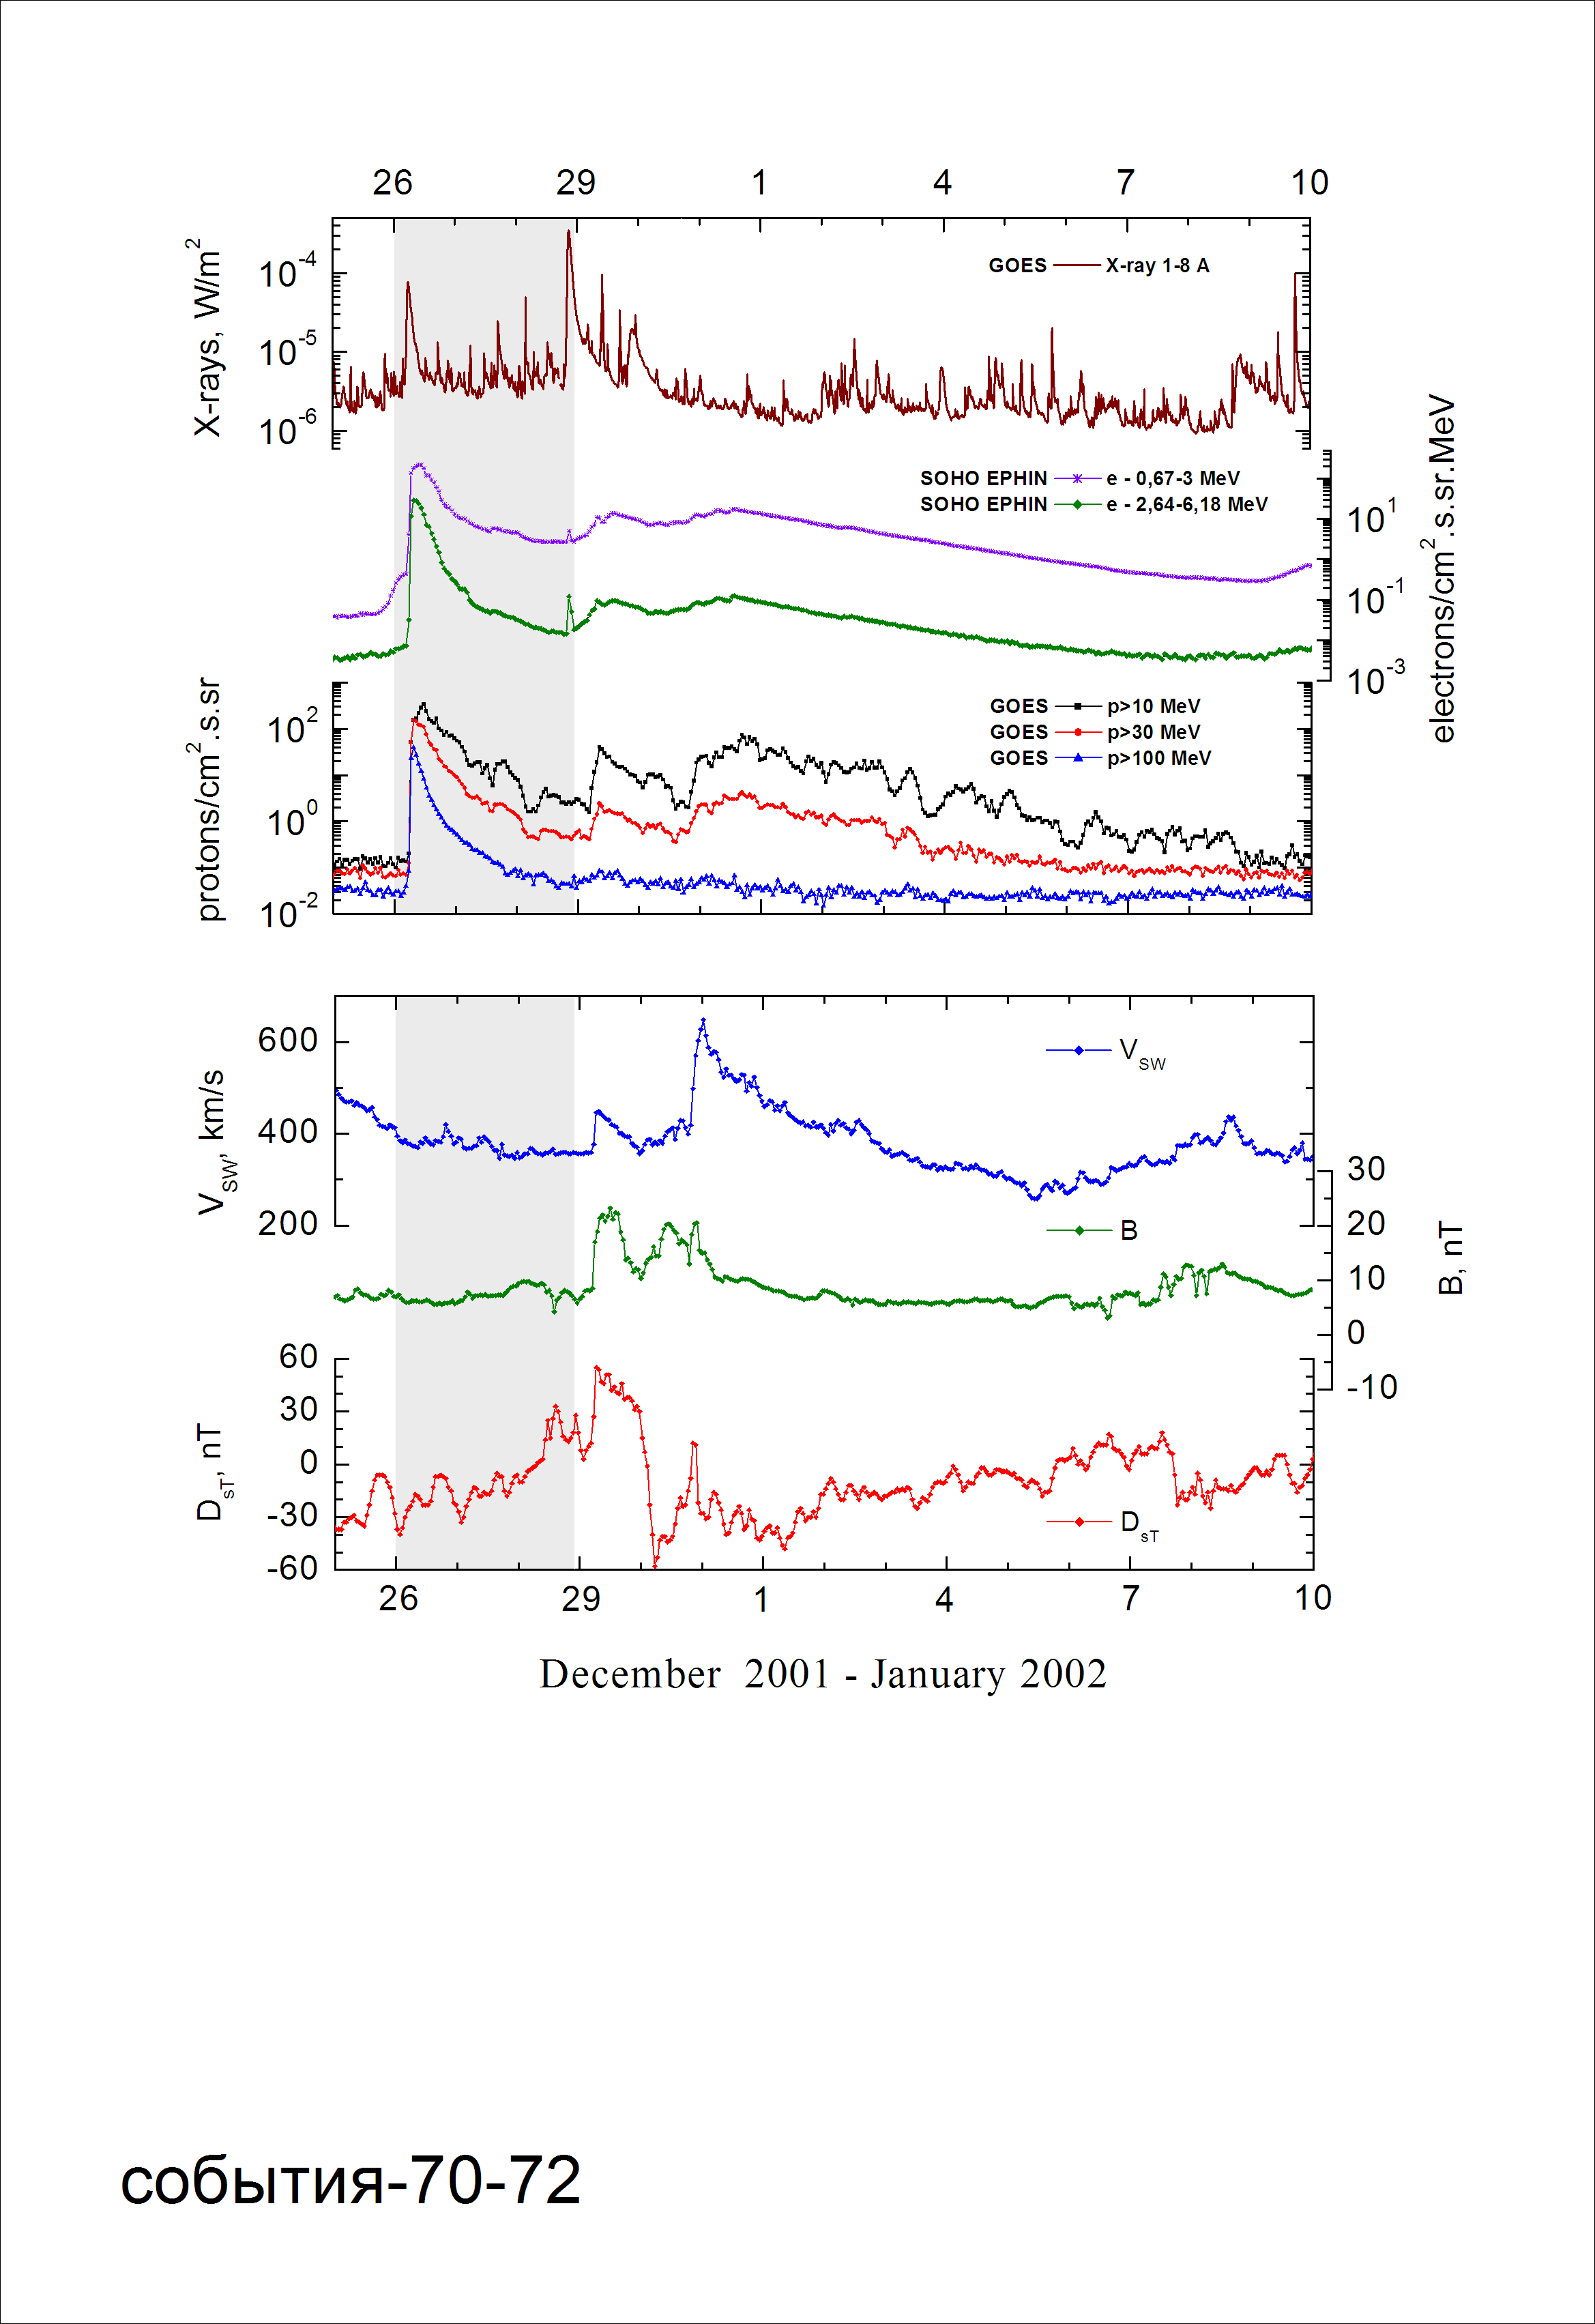 26 29 1 4 7 10
X-rays, W/m2
10-4
10-5
10-6
GOES X-ray 1-8 A
SOHO EPHIN e - 0,67-3 MeV
SOHO EPHIN e - 2,64-6,18 MeV
101
10-1
10-3
electrons/cm2.s.sr.MeV
protons/cm2.s.sr
102
100
10-2
GOES p>10 MeV
GOES p>30 MeV
GOES p>100 MeV
VSW, km/s
600
400
200
VSW
30
20
10
0
-10
B, nT
B
DsT, nT
60
30
0
-30
-60
DsT
26 29 1 4 7 10
December 2001 - January 2002
события-70-72